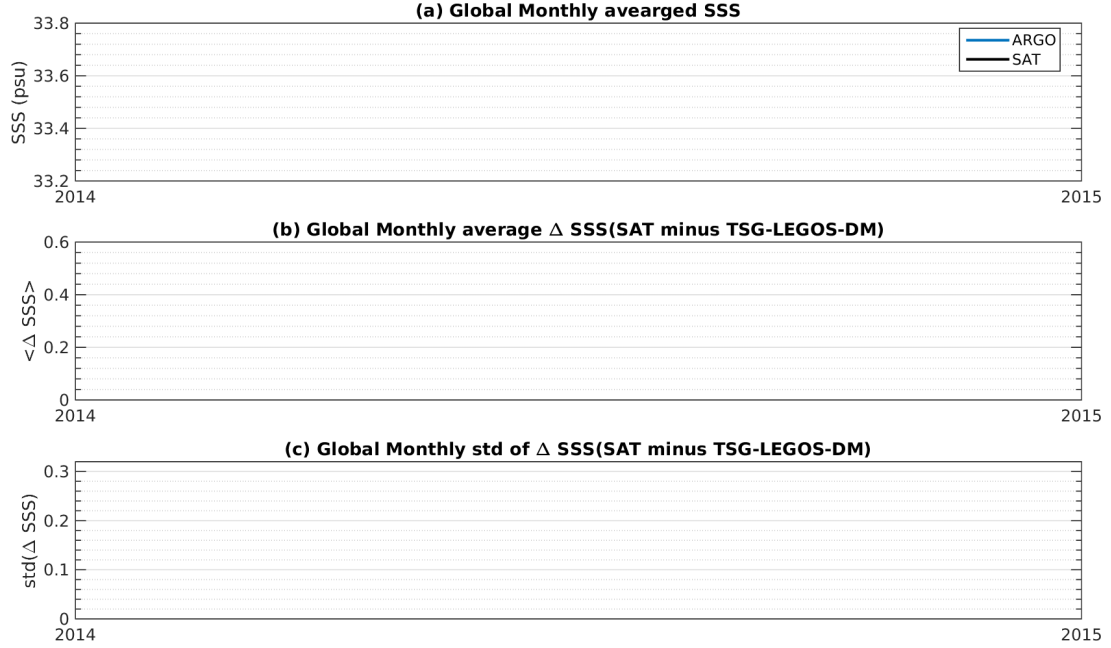 (a) Global Monthly avearged SSS
33.8
33.6
33.4
33.2
SSS (psu)
ARGO
SAT
2014
2015
(b) Global Monthly average Δ SSS(SAT minus TSG-LEGOS-DM)
0.6
0.4
0.2
0
<Δ SSS>
2014
2015
(c) Global Monthly std of Δ SSS(SAT minus TSG-LEGOS-DM)
0.3
0.2
0.1
0
std(Δ SSS)
2014
2015